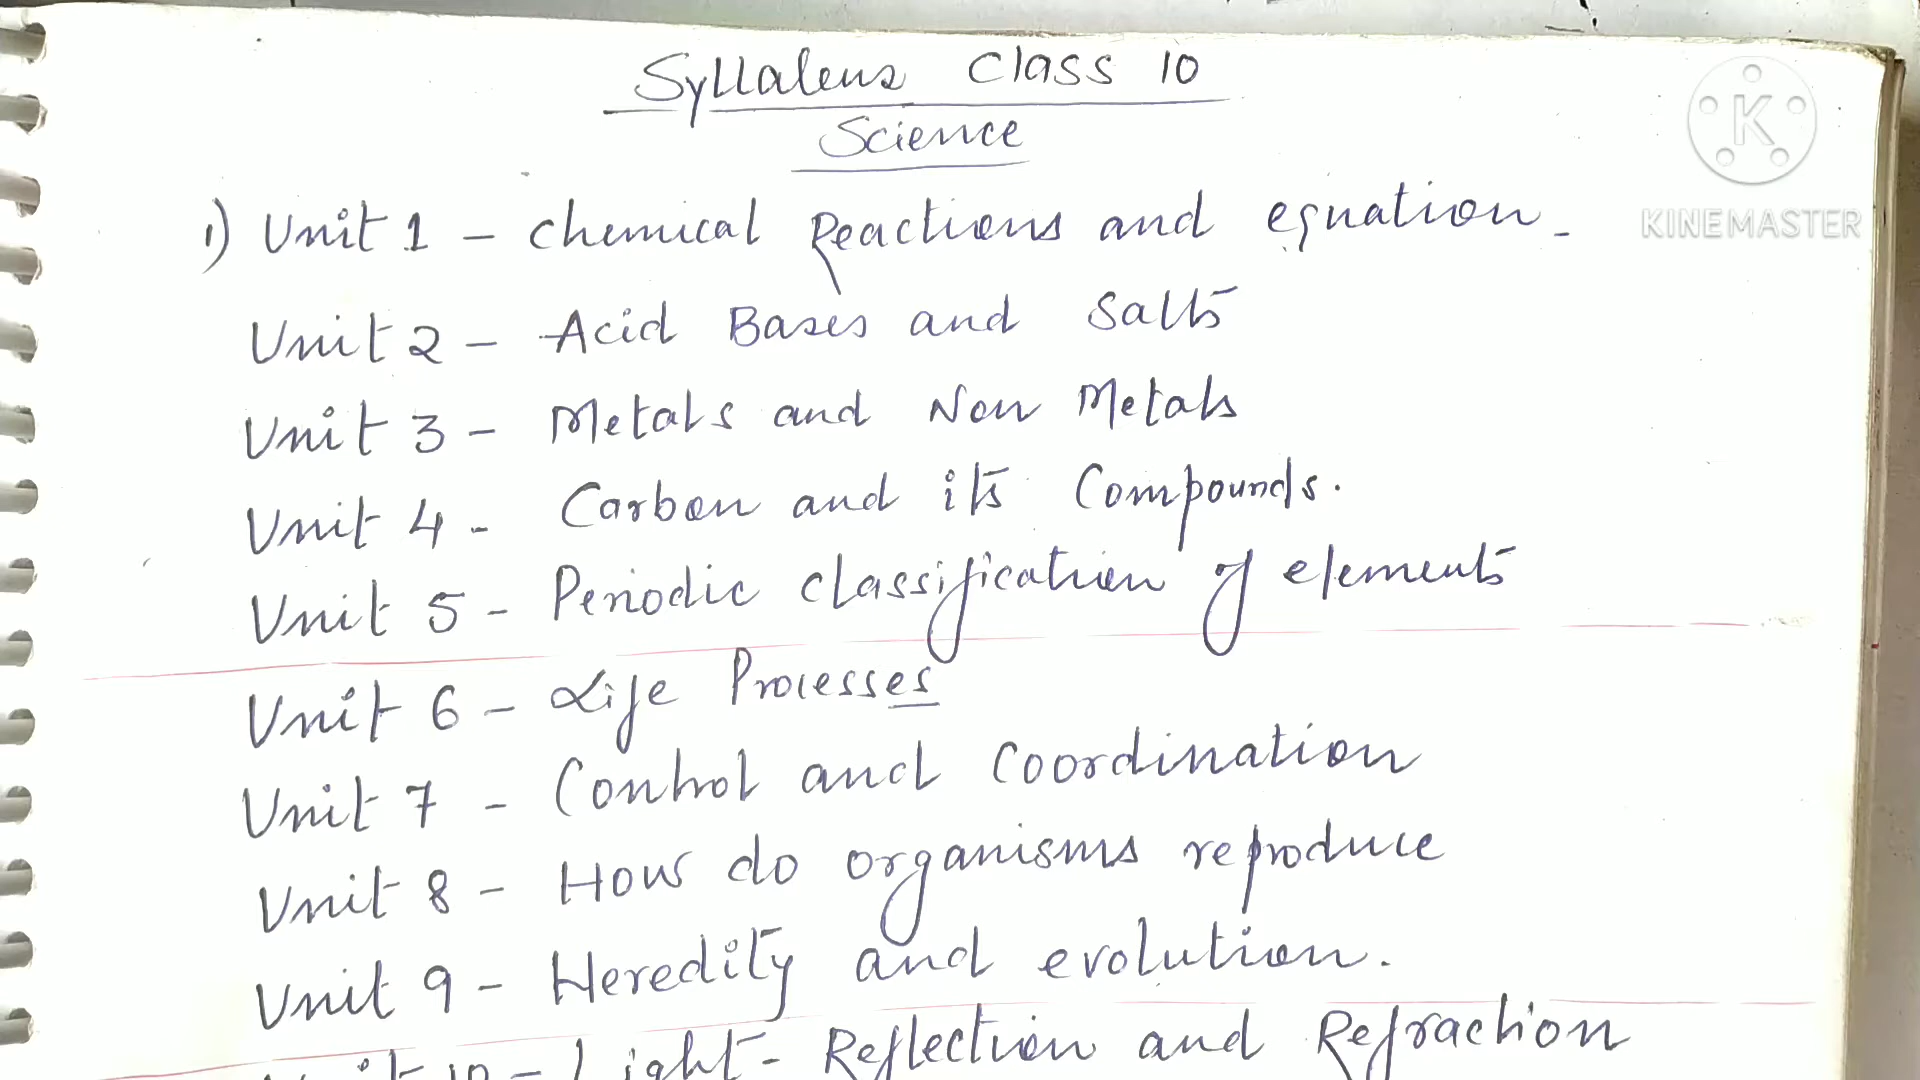 Syllabus Class 10
Science
1) Unit 1 - Chemical Reactions and equation.
Unit 2 - Acid Bases and Salts
Unit 3 - Metals and Non Metals
Unit 4 - Carbon and its Compounds.
Unit 5 - Periodic classification of elements
Unit 6 - Life Processes
Unit 7 - Control and Coordination
Unit 8 - How do organisms reproduce
Unit 9 - Heredity and evolution.
Unit 10 - Light - Reflection and Refraction
K
KINEMASTER